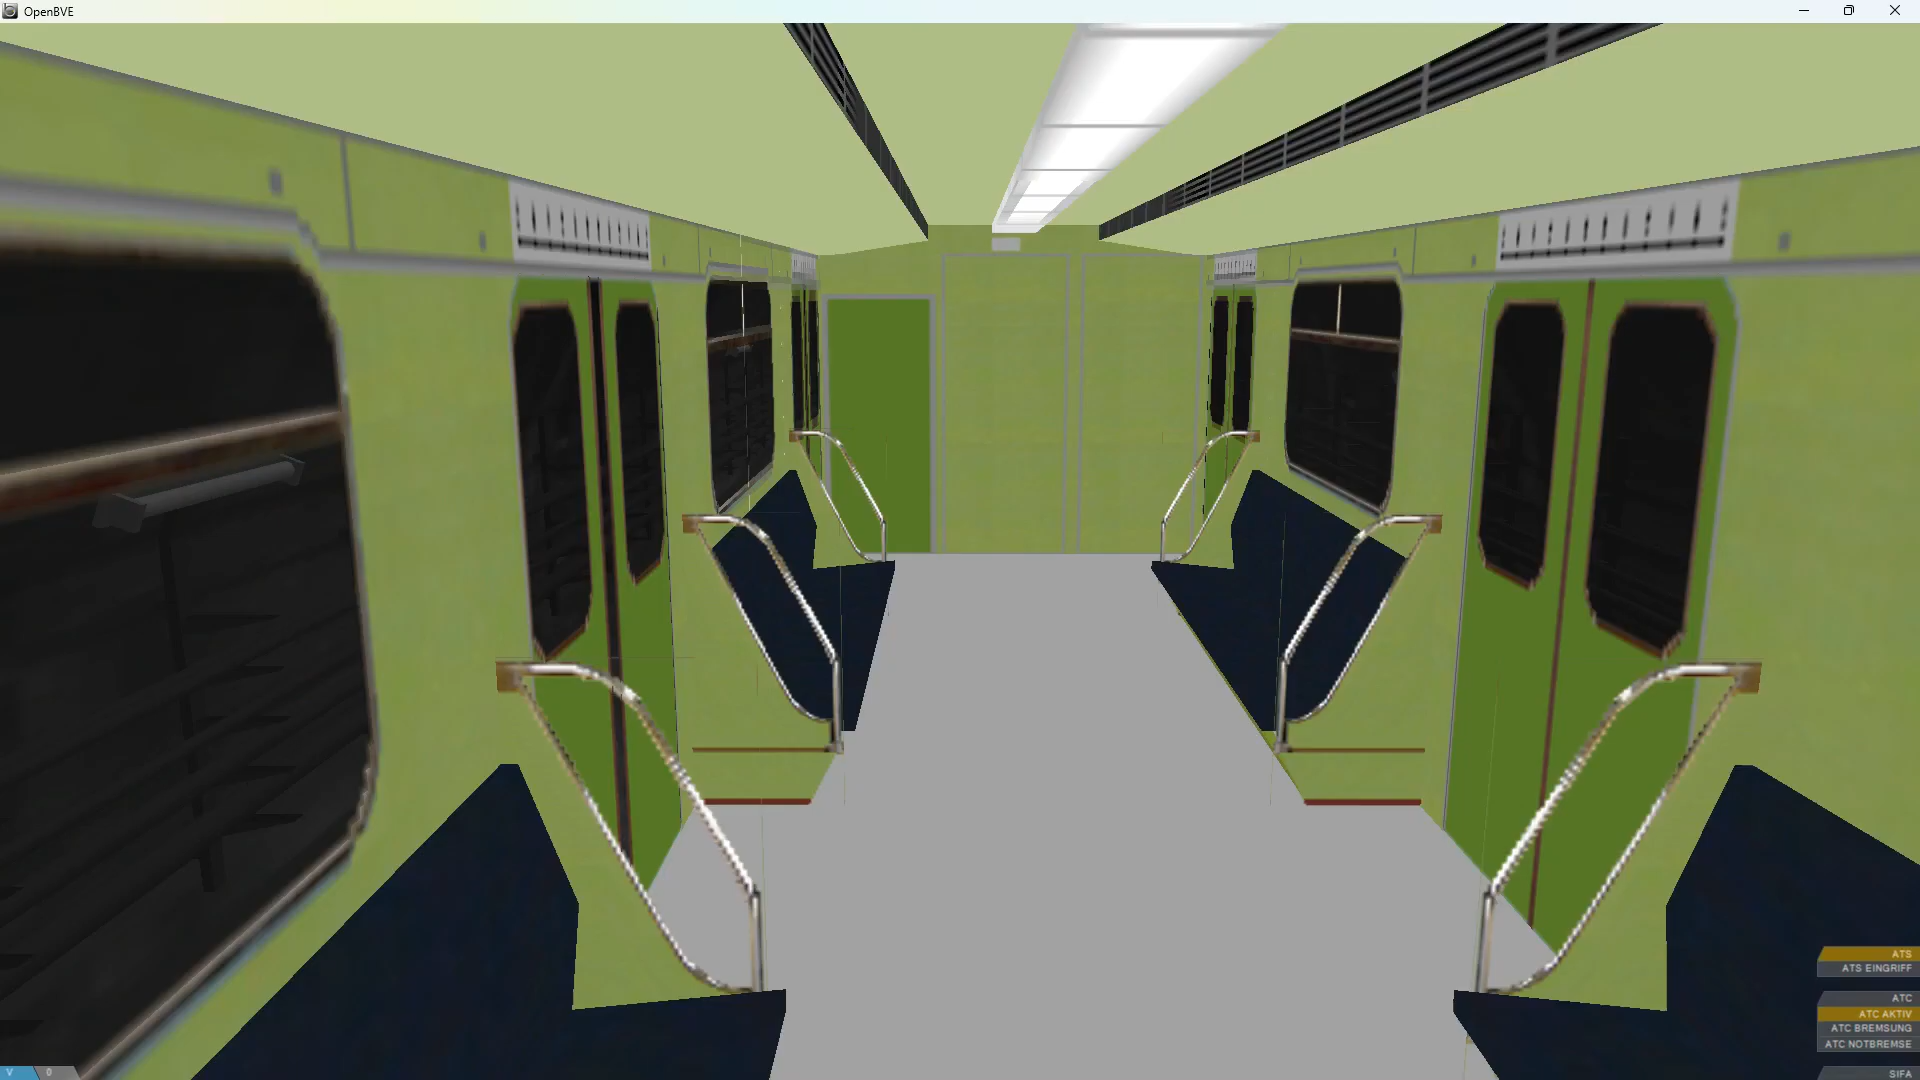 OpenBVE
ATS
ATS EINGRIFF
ATC
ATC AKTIV
ATC BREMSUNG
ATC NOTBREMSE
SIFA
V 0